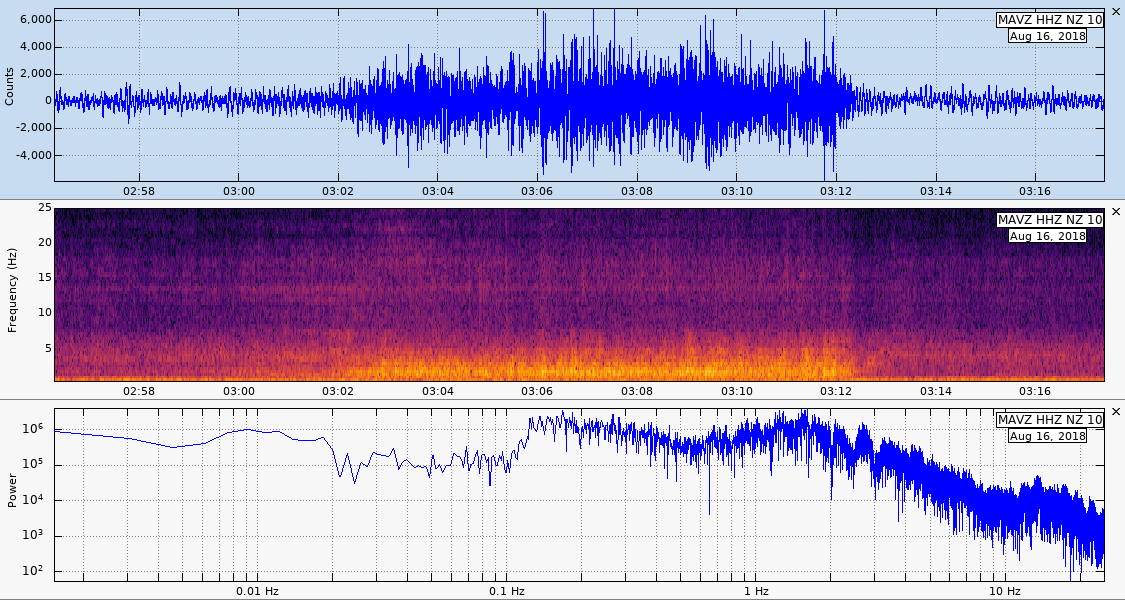 MAVZ HHZ NZ 10
Aug 16, 2018
Counts
6,000
4,000
2,000
0
-2,000
-4,000
02:58 03:00 03:02 03:04 03:06 03:08 03:10 03:12 03:14 03:16
MAVZ HHZ NZ 10
Aug 16, 2018
Frequency (Hz)
25
20
15
10
5
02:58 03:00 03:02 03:04 03:06 03:08 03:10 03:12 03:14 03:16
MAVZ HHZ NZ 10
Aug 16, 2018
Power
10⁶
10⁵
10⁴
10³
10²
0.01 Hz 0.1 Hz 1 Hz 10 Hz